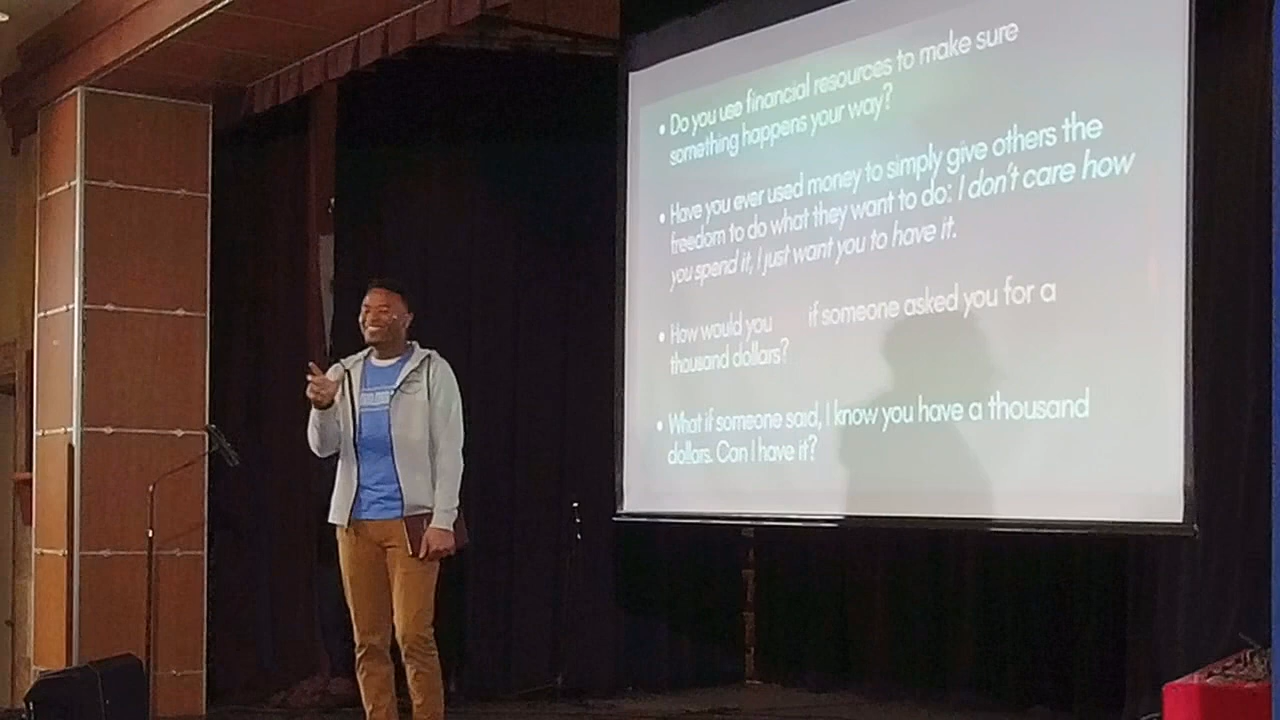 • Do you use financial resources to make sure
something happens your way?
• Have you ever used money to simply give others the
freedom to do what they want to do: I don't care how
you spend it, I just want you to have it.
• How would you if someone asked you for a
thousand dollars?
• What if someone said, I know you have a thousand
dollars. Can I have it?